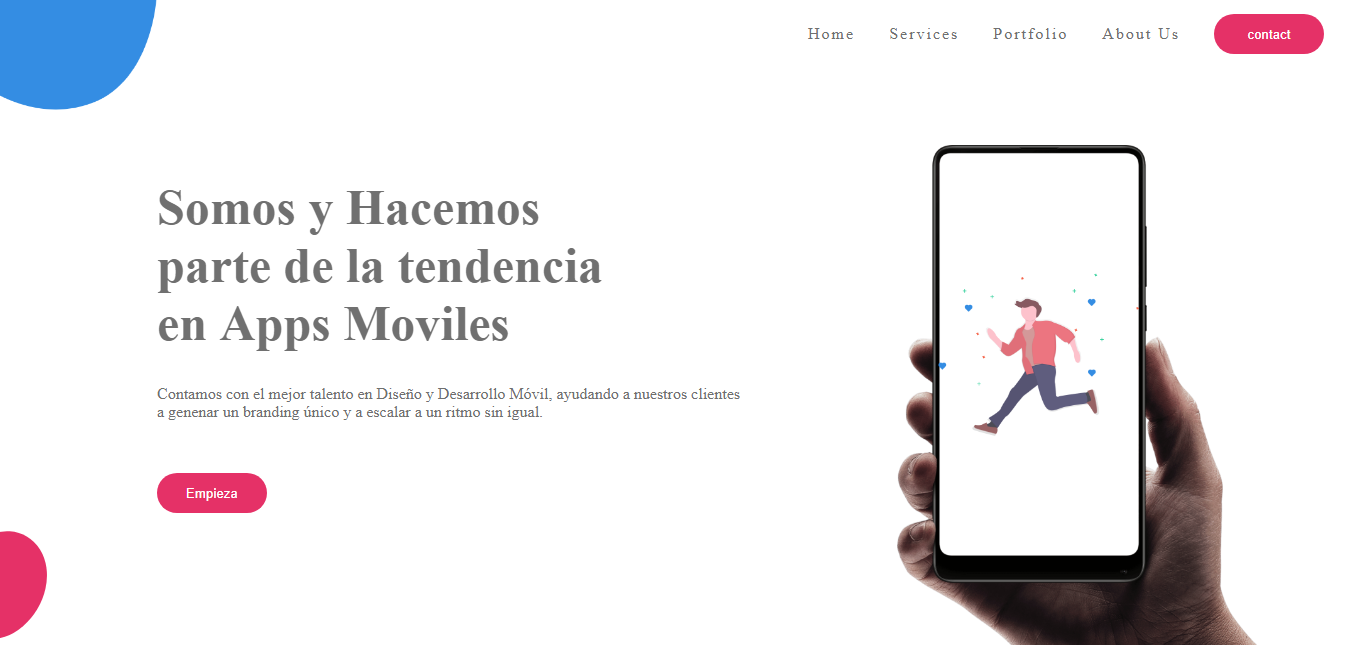 Home Services Portfolio About Us contact
Somos y Hacemos
parte de la tendencia
en Apps Moviles
Contamos con el mejor talento en Diseño y Desarrollo Móvil, ayudando a nuestros clientes
a genenar un branding único y a escalar a un ritmo sin igual.
Empieza